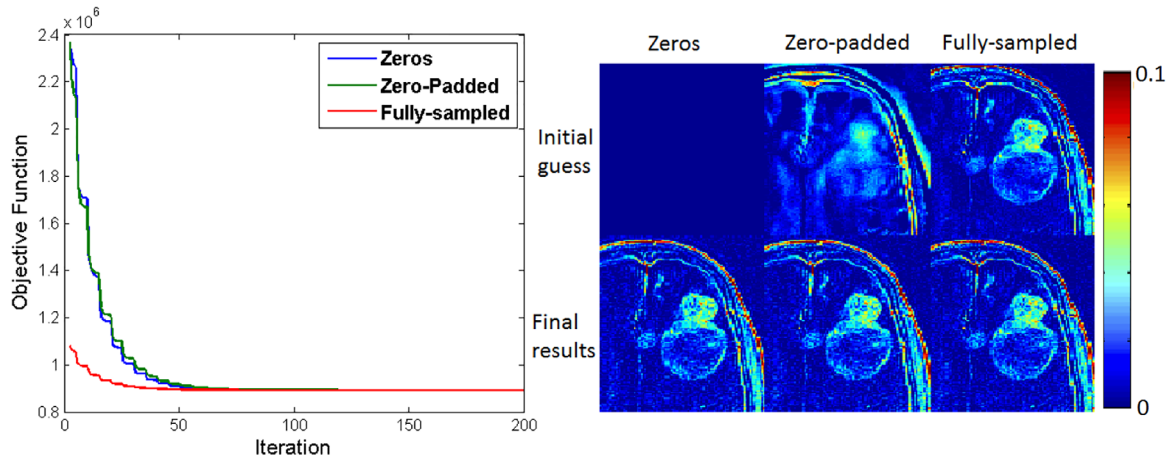 × 10⁶
2.4
2.2
2
1.8
1.6
1.4
1.2
1
0.8
Objective Function
0
50
100
150
200
Iteration
Zeros
Zero-Padded
Fully-sampled
Zeros
Zero-padded
Fully-sampled
Initial
guess
Final
results
0.1
0